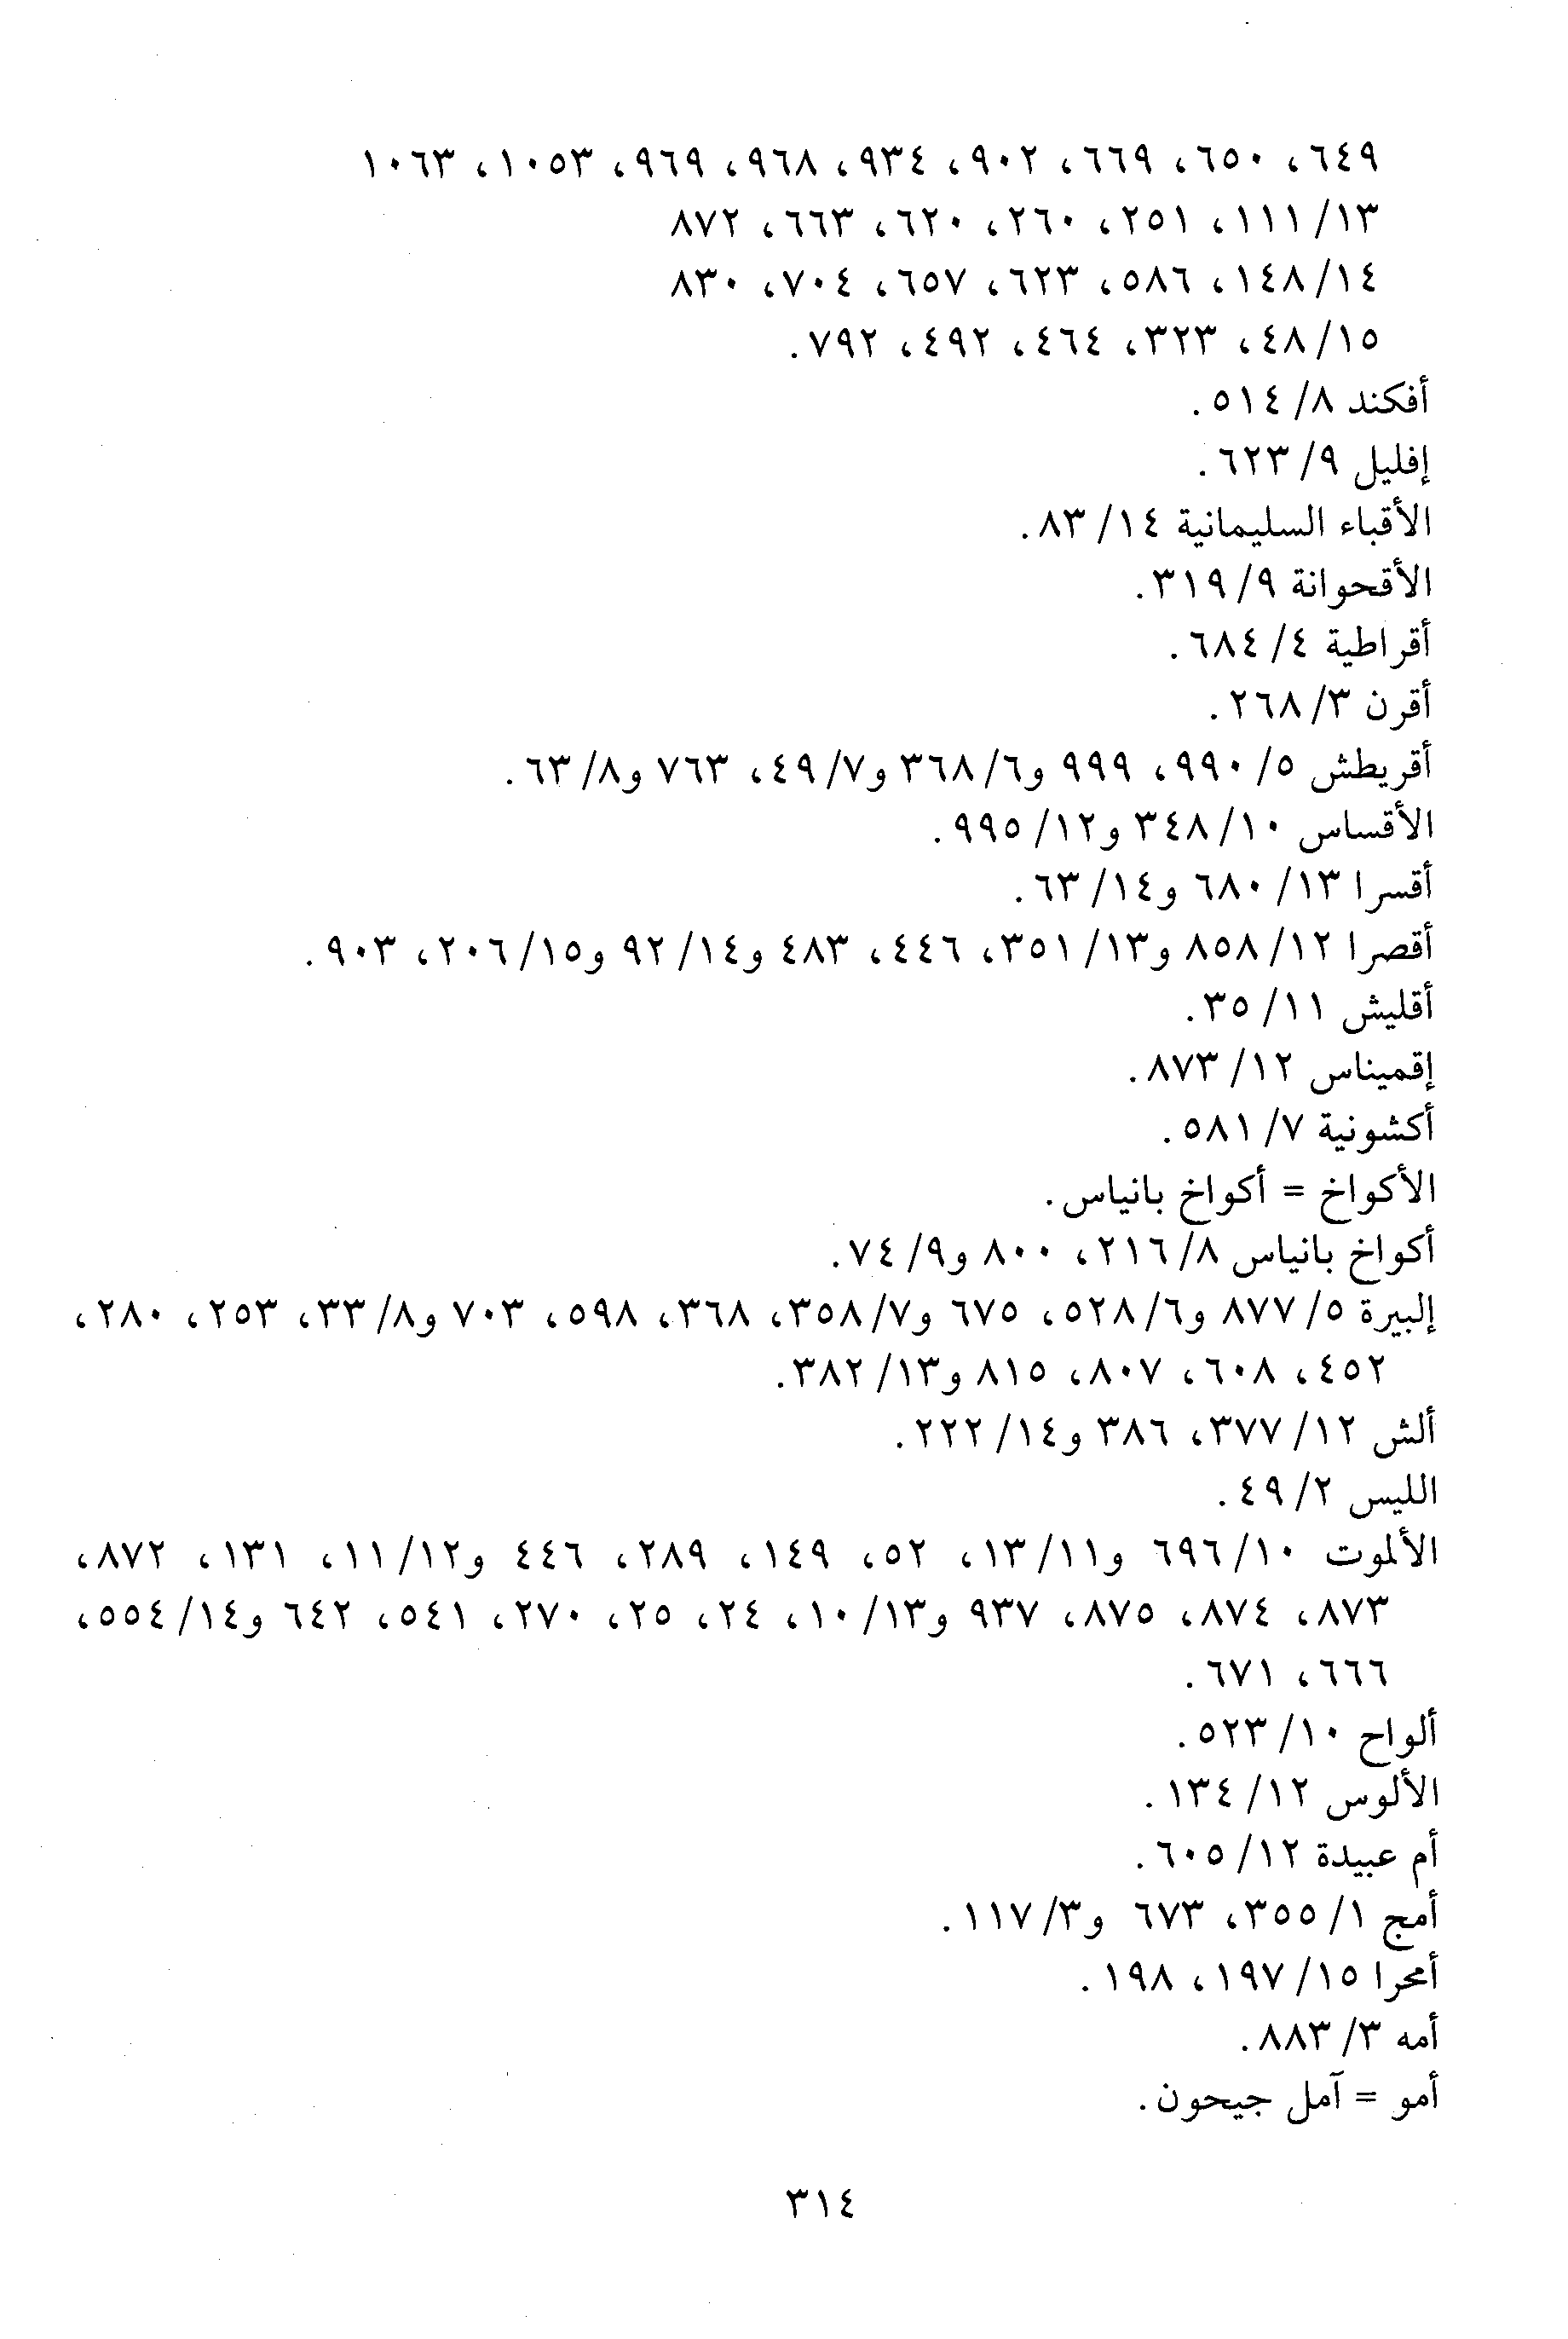 ٦٤٩، ٦٥٠، ٦٦٩، ٩٠٢، ٩٣٤، ٩٦٨، ٩٦٩، ١٠٥٣، ١٠٦٣
١٣/ ١١١، ٢٥١، ٢٦٠، ٦٢٠، ٦٦٣، ٨٧٢
١٤/ ١٤٨، ٥٨٦، ٦٢٣، ٦٥٧، ٧٠٤، ٨٣٠
١٥/ ٤٨، ٣٢٣، ٤٦٤، ٤٩٢، ٧٩٢.
أفكند ٨/ ٥١٤.
إفليل ٩/ ٦٢٣.
الأقباء السليمانية ١٤/ ٨٣.
الأقحوانة ٩/ ٣١٩.
أقراطية ٤/ ٦٨٤.
أقرن ٣/ ٢٦٨.
أقريطش ٥/ ٩٩٠، ٩٩٩ و٦/ ٣٦٨ و٧/ ٤٩، ٧٦٣ و٨/ ٦٣.
الأقساس ١٠/ ٣٤٨ و١٢/ ٩٩٥.
أقسرا ١٣/ ٦٨٠ و١٤/ ٦٣.
أقصرا ١٢/ ٨٥٨ و١٣/ ٣٥١، ٤٤٦، ٤٨٣ و١٤/ ٩٢ و١٥/ ٢٠٦، ٩٠٣.
أقليش ١١/ ٣٥.
إقميناس ١٢/ ٨٧٣.
أكشونية ٧/ ٥٨١.
الأكواخ = أكواخ بانياس.
أكواخ بانياس ٨/ ٢١٦، ٨٠٠ و٩/ ٧٤.
إلبيرة ٥/ ٨٧٧ و٦/ ٥٢٨، ٦٧٥ و٧/ ٣٥٨، ٣٦٨، ٥٩٨، ٧٠٣ و٨/ ٣٣، ٢٥٣، ٢٨٠،
٤٥٢، ٦٠٨، ٨٠٧، ٨١٥ و١٣/ ٣٨٢.
ألش ١٢/ ٣٧٧، ٣٨٦ و١٤/ ٢٢٢.
الليس ٢/ ٤٩.
الألموت ١٠/ ٦٩٦ و١١/ ١٣، ٥٢، ١٤٩، ٢٨٩، ٤٤٦ و١٢/ ١١، ١٣١، ٨٧٢،
٨٧٣، ٨٧٤، ٨٧٥، ٩٣٧ و١٣/ ١٠، ٢٤، ٢٥، ٢٧٠، ٥٤١، ٦٤٢ و١٤/ ٥٥٤،
٦٦٦، ٦٧١.
ألواح ١٠/ ٥٢٣.
الألوس ١٢/ ١٣٤.
أم عبيدة ١٢/ ٦٠٥.
أمج ١/ ٣٥٥، ٦٧٣ و٣/ ١١٧.
أمحرا ١٥/ ١٩٧، ١٩٨.
أمه ٣/ ٨٨٣.
أمو = آمل جيحون.
٣١٤